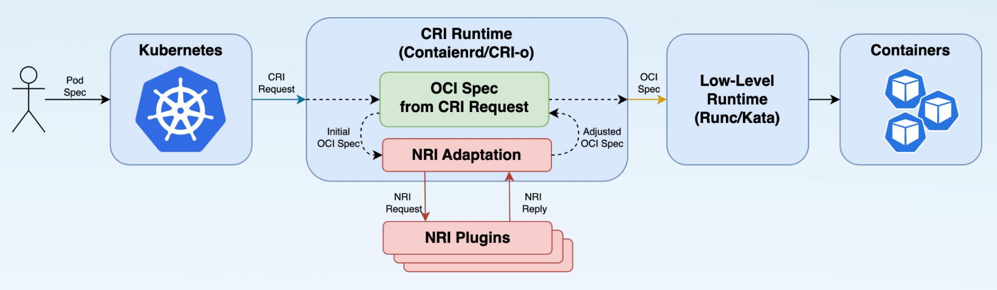 Pod
Spec
Kubernetes
CRI
Request
CRI Runtime
(Contaienrd/CRI-o)
OCI Spec
from CRI Request
Initial
OCI Spec
Adjusted
OCI Spec
NRI Adaptation
NRI
Request
NRI
Reply
NRI Plugins
OCI
Spec
Low-Level
Runtime
(Runc/Kata)
Containers